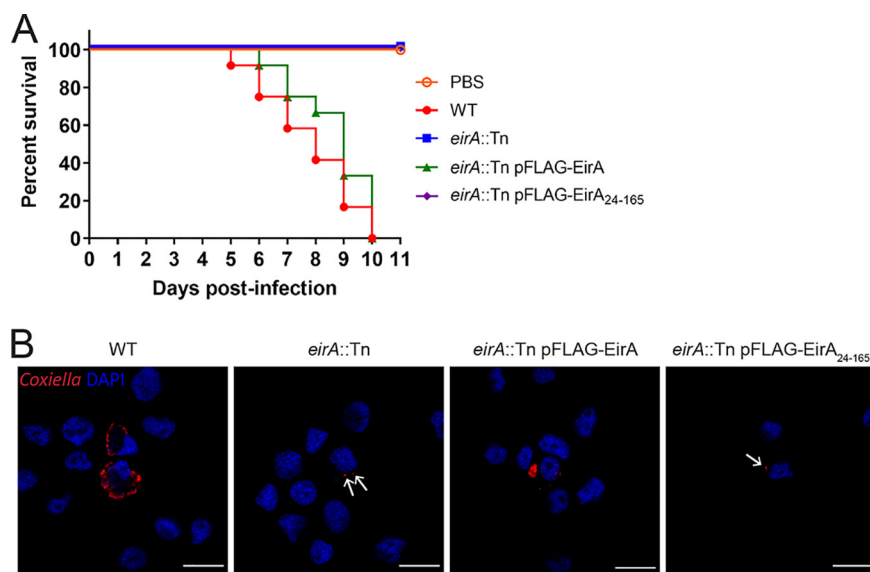 A
Percent survival
100
80
60
40
20
0
0 1 2 3 4 5 6 7 8 9 10 11
Days post-infection
PBS
WT
eirA::Tn
eirA::Tn pFLAG-EirA
eirA::Tn pFLAG-EirA24-165
B
WT eirA::Tn eirA::Tn pFLAG-EirA eirA::Tn pFLAG-EirA24-165
Coxiella DAPI